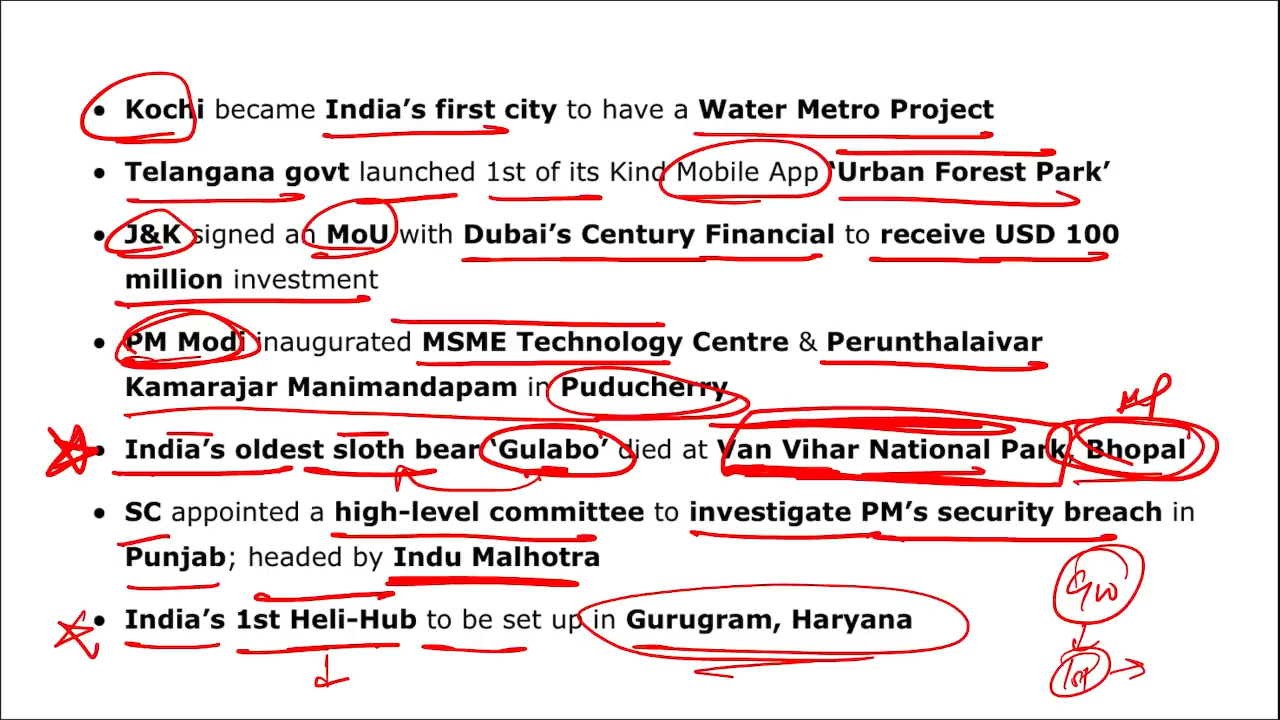 • Kochi became India's first city to have a Water Metro Project
• Telangana govt launched 1st of its Kind Mobile App 'Urban Forest Park'
• J&K signed an MoU with Dubai's Century Financial to receive USD 100
million investment
• PM Modi inaugurated MSME Technology Centre & Perunthalaivar
Kamarajar Manimandapam in Puducherry
MP
• India's oldest sloth bear 'Gulabo' died at Van Vihar National Park, Bhopal
• SC appointed a high-level committee to investigate PM's security breach in
Punjab; headed by Indu Malhotra
• India's 1st Heli-Hub to be set up in Gurugram, Haryana